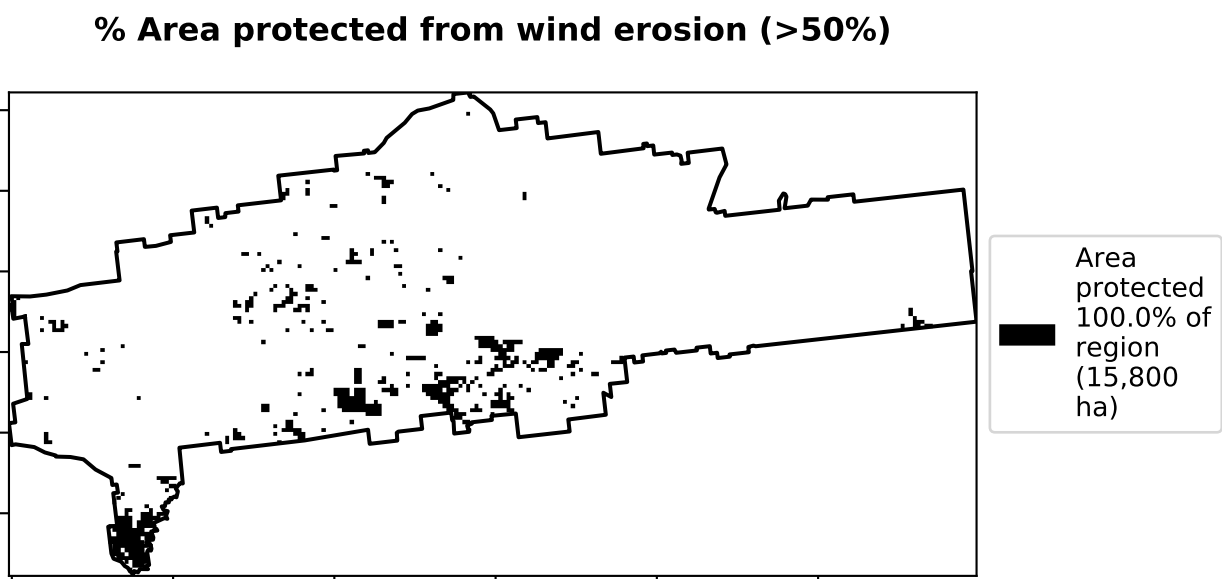 % Area protected from wind erosion (>50%)
Area
protected
100.0% of
region
(15,800
ha)